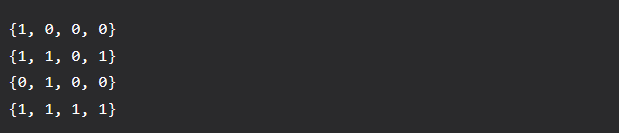 {1, 0, 0, 0}
{1, 1, 0, 1}
{0, 1, 0, 0}
{1, 1, 1, 1}